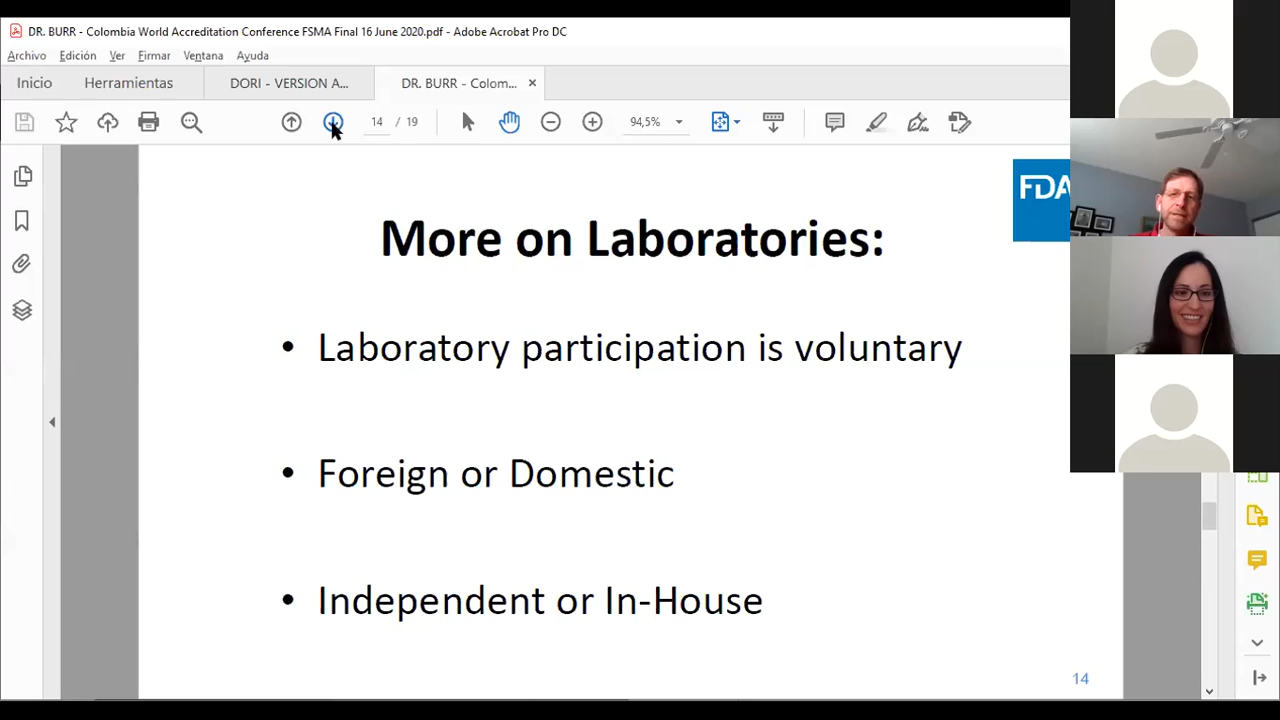 DR. BURR - Colombia World Accreditation Conference FSMA Final 16 June 2020.pdf - Adobe Acrobat Pro DC
Archivo Edición Ver Firmar Ventana Ayuda
Inicio Herramientas DORI - VERSION A... DR. BURR - Colom... ×
14 / 19 94,5%
FDA
More on Laboratories:
• Laboratory participation is voluntary
• Foreign or Domestic
• Independent or In-House
14